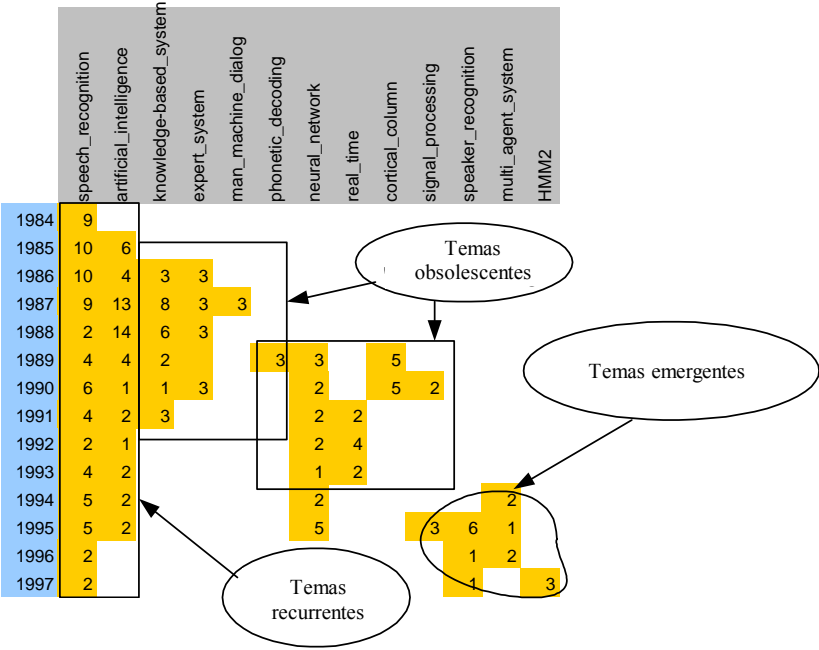 speech_recognition
artificial_intelligence
knowledge-based_system
expert_system
man_machine_dialog
phonetic_decoding
neural_network
real_time
cortical_column
signal_processing
speaker_recognition
multi_agent_system
HMM2
1984 9
1985 10 6
1986 10 4 3 3
1987 9 13 8 3 3
1988 2 14 6 3
1989 4 4 2 3 3 5
1990 6 1 1 3 2 5 2
1991 4 2 3 2 2
1992 2 1 2 4
1993 4 2 1 2
1994 5 2 2 2
1995 5 2 5 3 6 1
1996 2 1 2
1997 2 1 3
Temas
obsolescentes
Temas emergentes
Temas
recurrentes